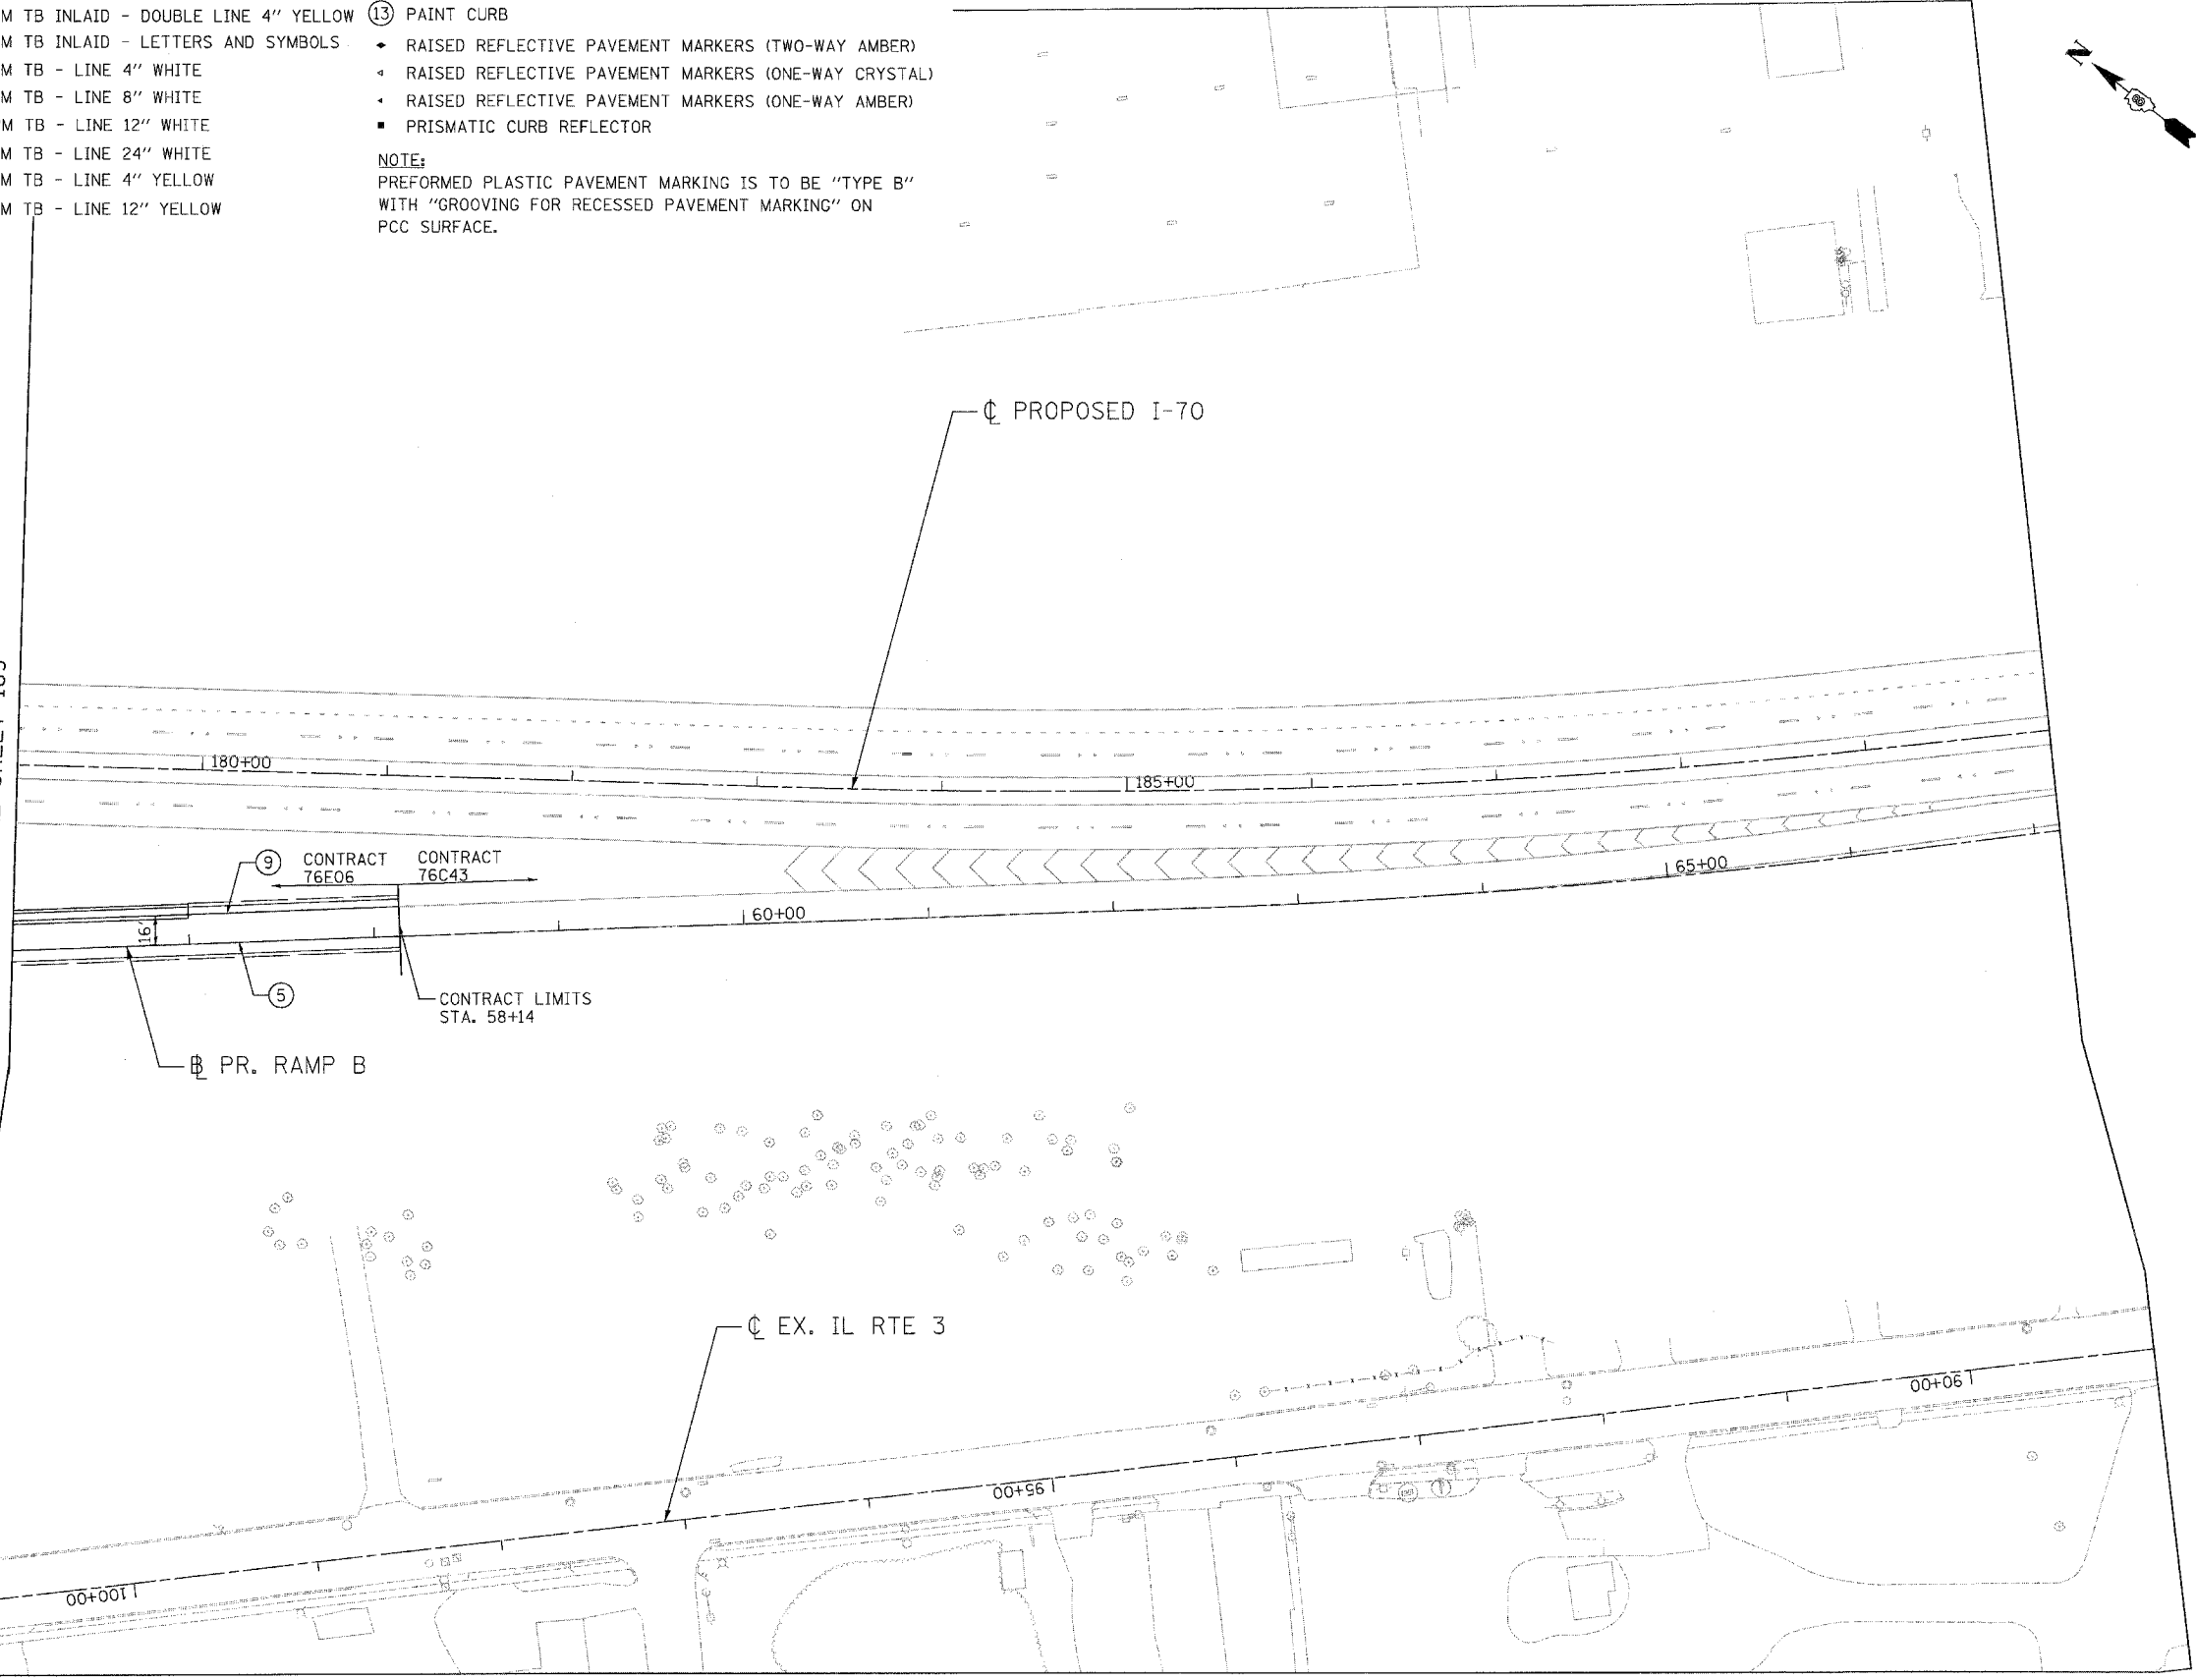 M TB INLAID - DOUBLE LINE 4" YELLOW
M TB INLAID - LETTERS AND SYMBOLS
M TB - LINE 4" WHITE
M TB - LINE 8" WHITE
M TB - LINE 12" WHITE
M TB - LINE 24" WHITE
M TB - LINE 4" YELLOW
M TB - LINE 12" YELLOW
13 PAINT CURB
RAISED REFLECTIVE PAVEMENT MARKERS (TWO-WAY AMBER)
RAISED REFLECTIVE PAVEMENT MARKERS (ONE-WAY CRYSTAL)
RAISED REFLECTIVE PAVEMENT MARKERS (ONE-WAY AMBER)
PRISMATIC CURB REFLECTOR
NOTE:
PREFORMED PLASTIC PAVEMENT MARKING IS TO BE "TYPE B"
WITH "GROOVING FOR RECESSED PAVEMENT MARKING" ON
PCC SURFACE.
N
℄ PROPOSED I-70
180+00
185+00
9
CONTRACT
76E06
CONTRACT
76C43
65+00
60+00
16'
5
CONTRACT LIMITS
STA. 58+14
PR. RAMP B
℄ EX. IL RTE 3
190+00
195+00
1100+00